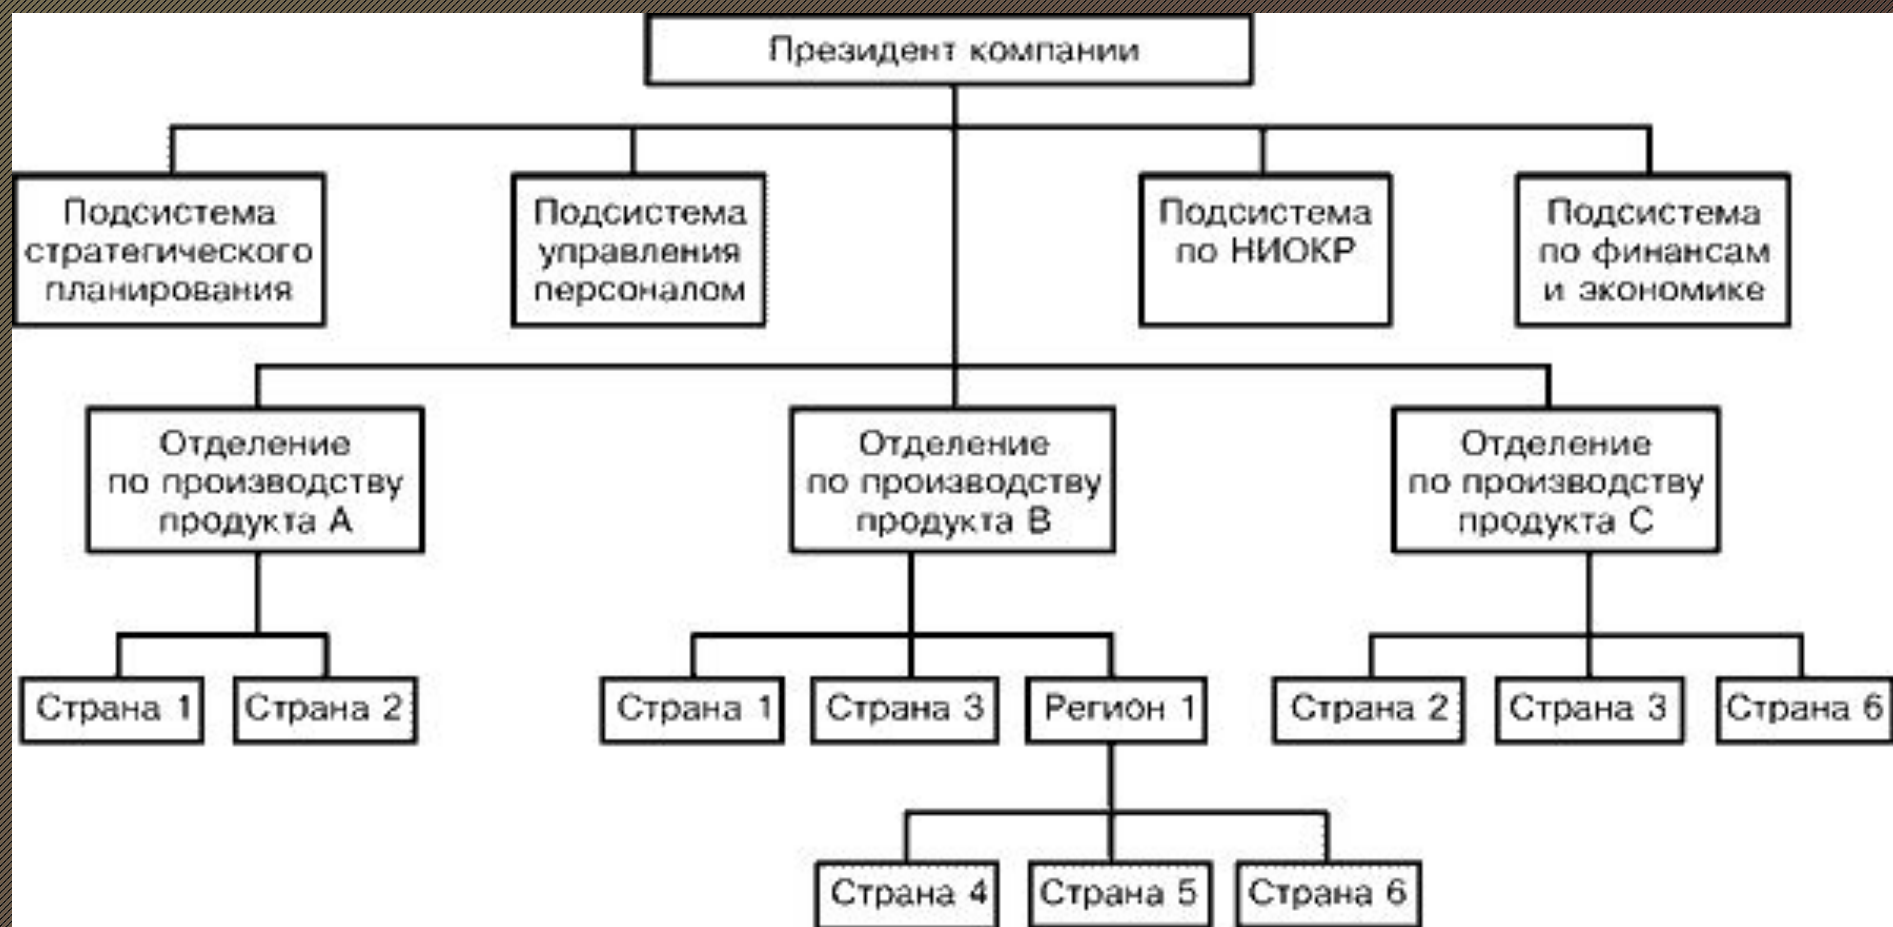 Президент компании
Подсистема
стратегического
планирования
Подсистема
управления
персоналом
Подсистема
по НИОКР
Подсистема
по финансам
и экономике
Отделение
по производству
продукта А
Отделение
по производству
продукта В
Отделение
по производству
продукта С
Страна 1
Страна 2
Страна 1
Страна 3
Регион 1
Страна 2
Страна 3
Страна 6
Страна 4
Страна 5
Страна 6